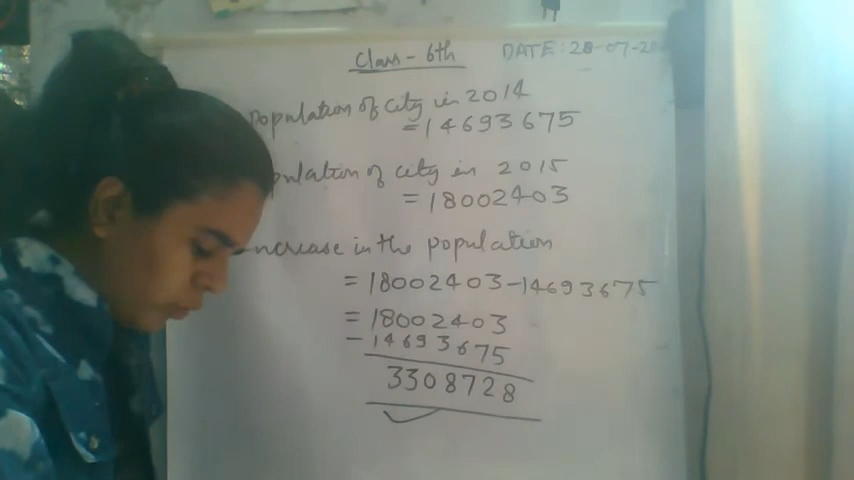 Class - 6th DATE: 28-07-2
Population of city in 2014
= 14693675
pulation of city in 2015
= 18002403
ncrease in the population
= 18002403 - 14693675
= 18002403
- 14693675
3308728